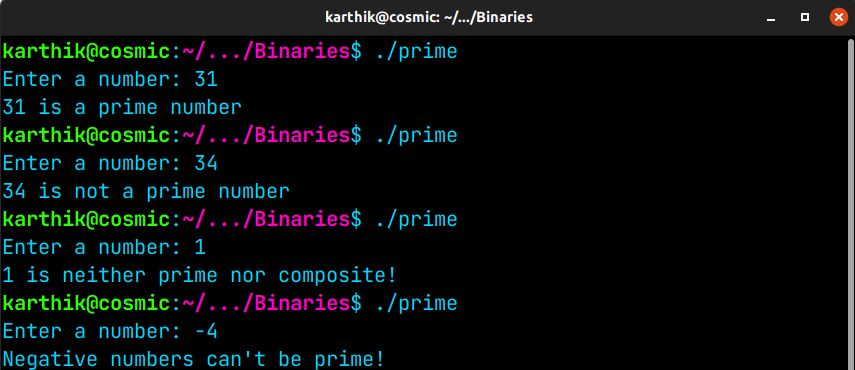 karthik@cosmic: ~/.../Binaries
karthik@cosmic:~/.../Binaries$ ./prime
Enter a number: 31
31 is a prime number
karthik@cosmic:~/.../Binaries$ ./prime
Enter a number: 34
34 is not a prime number
karthik@cosmic:~/.../Binaries$ ./prime
Enter a number: 1
1 is neither prime nor composite!
karthik@cosmic:~/.../Binaries$ ./prime
Enter a number: -4
Negative numbers can't be prime!